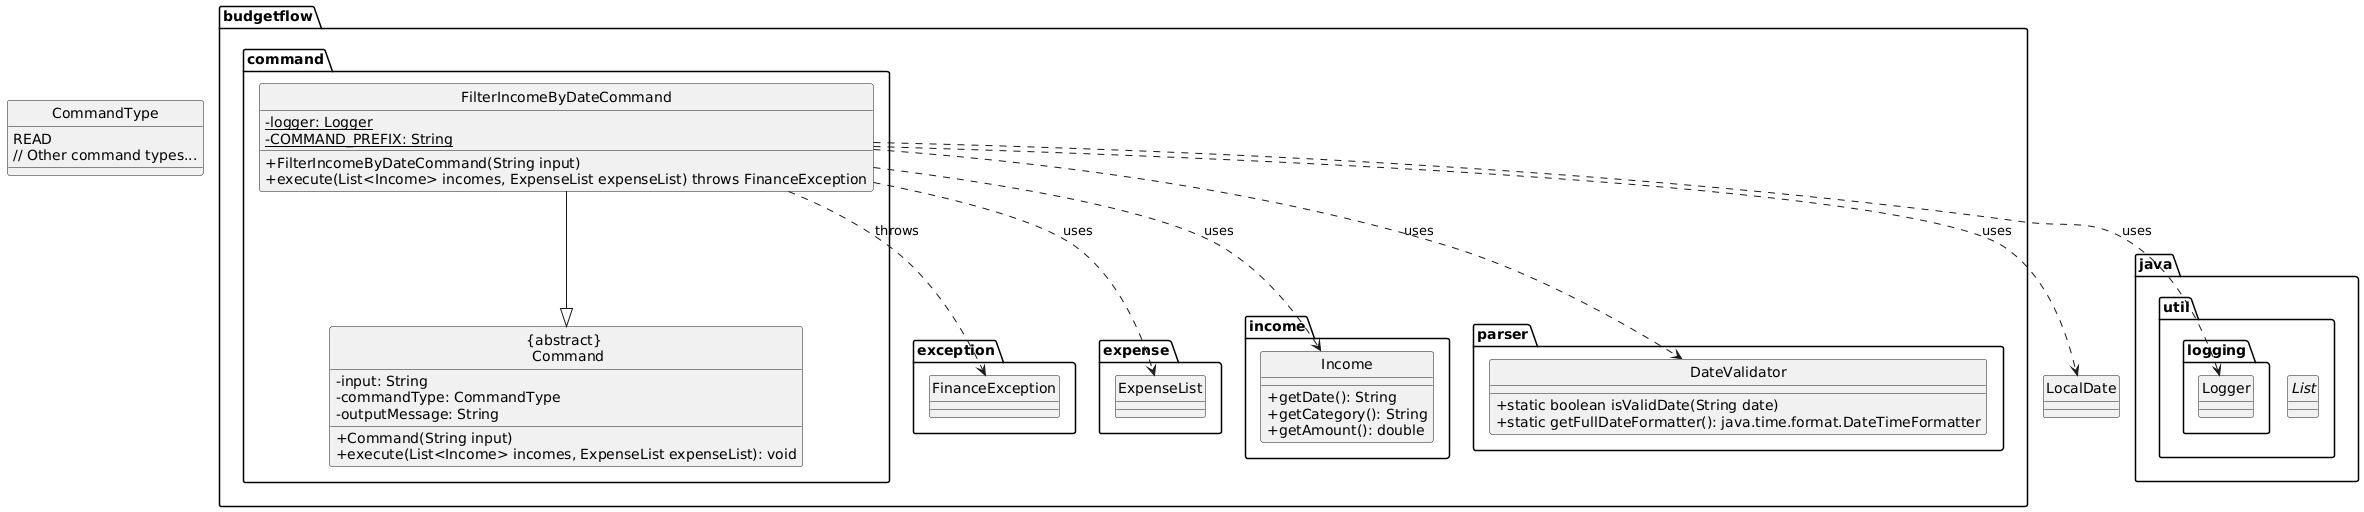 budgetflow
command
FilterIncomeByDateCommand
-logger: Logger
-COMMAND_PREFIX: String
+FilterIncomeByDateCommand(String input)
+execute(List<Income> incomes, ExpenseList expenseList) throws FinanceException
CommandType
READ
// Other command types...
throws
uses
uses
uses
uses
uses
{abstract}
Command
-input: String
-commandType: CommandType
-outputMessage: String
+Command(String input)
+execute(List<Income> incomes, ExpenseList expenseList): void
exception
FinanceException
expense
ExpenseList
income
Income
+getDate(): String
+getCategory(): String
+getAmount(): double
parser
DateValidator
+static boolean isValidDate(String date)
+static getFullDateFormatter(): java.time.format.DateTimeFormatter
LocalDate
java
util
logging
Logger
List